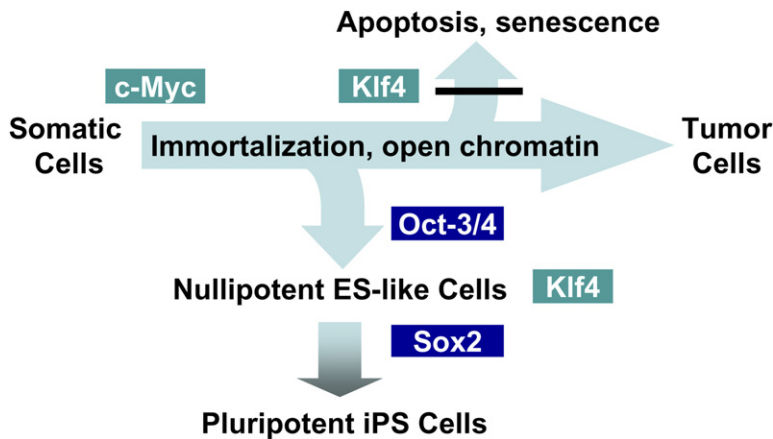 Apoptosis, senescence
c-Myc
Klf4
Somatic
Cells
Immortalization, open chromatin
Tumor
Cells
Oct-3/4
Nullipotent ES-like Cells
Klf4
Sox2
Pluripotent iPS Cells